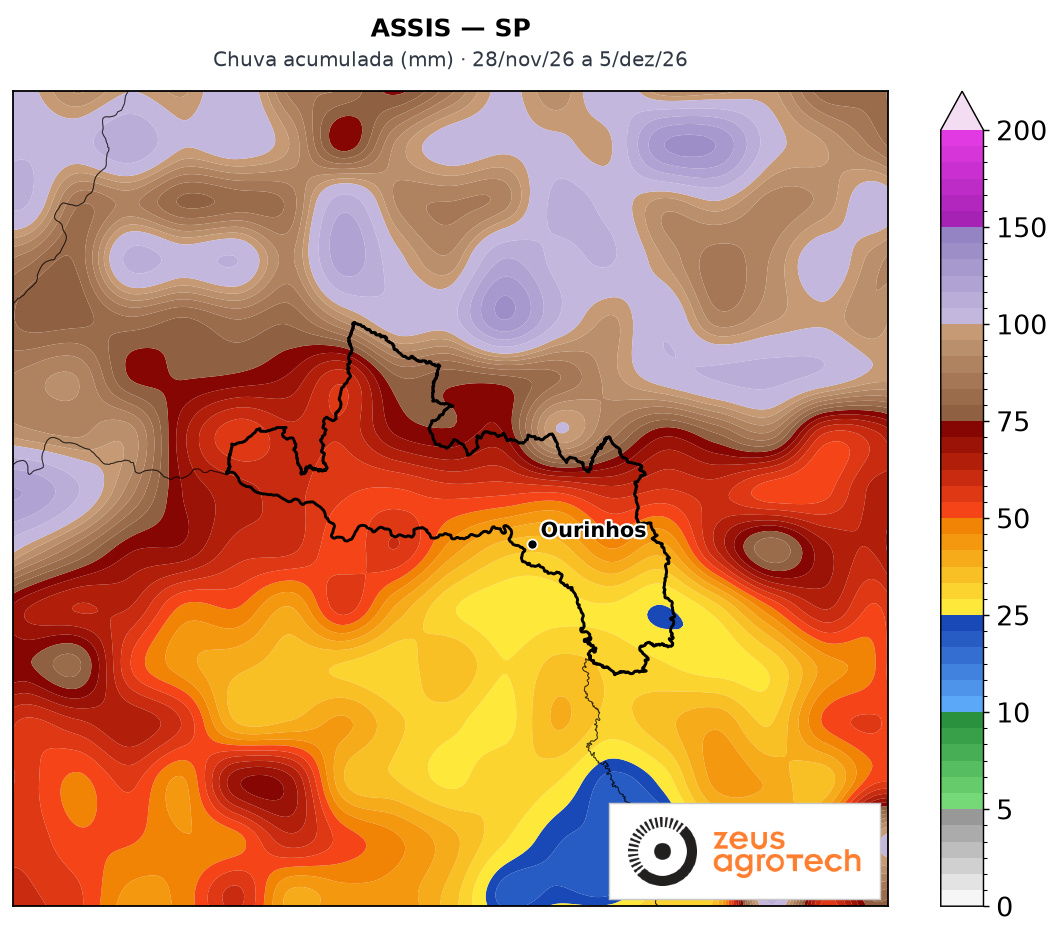 ASSIS — SP
Chuva acumulada (mm) · 28/nov/26 a 5/dez/26
200
150
100
75
50
25
10
5
0
Ourinhos
zeus
agrotech